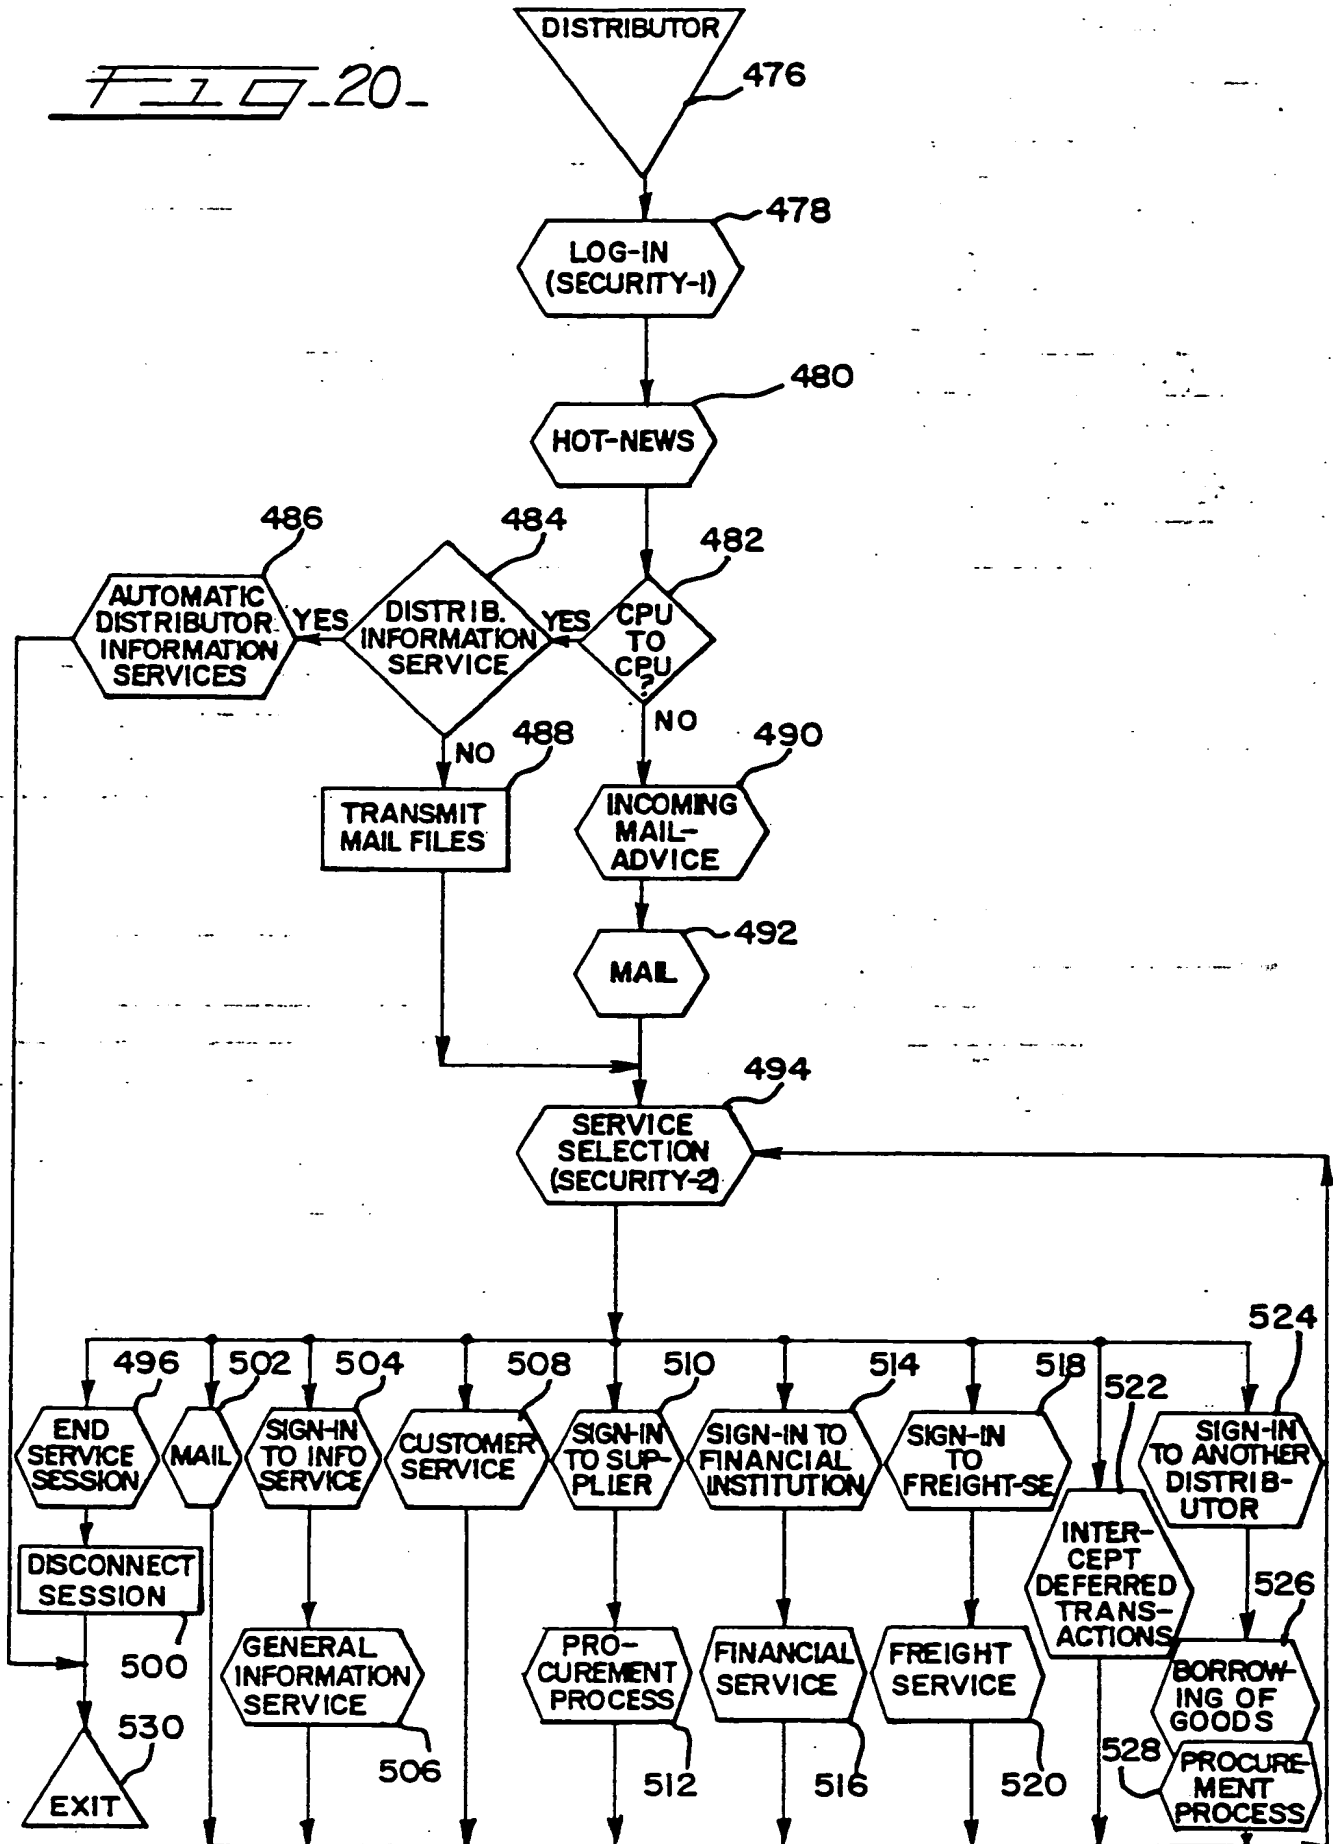 Fig-20-
DISTRIBUTOR
476
478
LOG-IN
(SECURITY-1)
480
HOT-NEWS
486
484
482
AUTOMATIC
DISTRIBUTOR
INFORMATION
SERVICES
YES
DISTRIB.
INFORMATION
SERVICE
YES
CPU
TO
CPU
?
NO
488
NO
490
TRANSMIT
MAIL FILES
INCOMING
MAIL-
ADVICE
492
MAIL
494
SERVICE
SELECTION
(SECURITY-2)
524
496
502
504
508
510
514
518
522
END
SERVICE
SESSION
MAIL
SIGN-IN
TO INFO
SERVICE
CUSTOMER
SERVICE
SIGN-IN
TO SUP-
PLIER
SIGN-IN TO
FINANCIAL
INSTITUTION
SIGN-IN
TO
FREIGHT-SE
SIGN-IN
TO ANOTHER
DISTRIB-
UTOR
INTER-
CEPT
DEFERRED
TRANS-
ACTIONS
DISCONNECT
SESSION
526
500
GENERAL
INFORMATION
SERVICE
PRO-
CUREMENT
PROCESS
FINANCIAL
SERVICE
FREIGHT
SERVICE
BORROW-
ING OF
GOODS
530
506
512
516
520
528
EXIT
PROCURE-
MENT
PROCESS